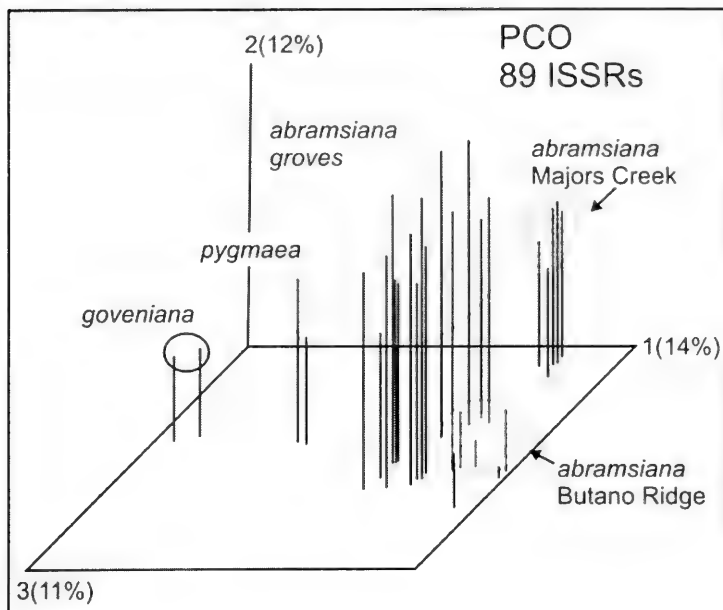 PCO
89 ISSRs
2(12%)
abramsiana
groves
abramsiana
Majors Creek
pygmaea
goveniana
1(14%)
abramsiana
Butano Ridge
3(11%)